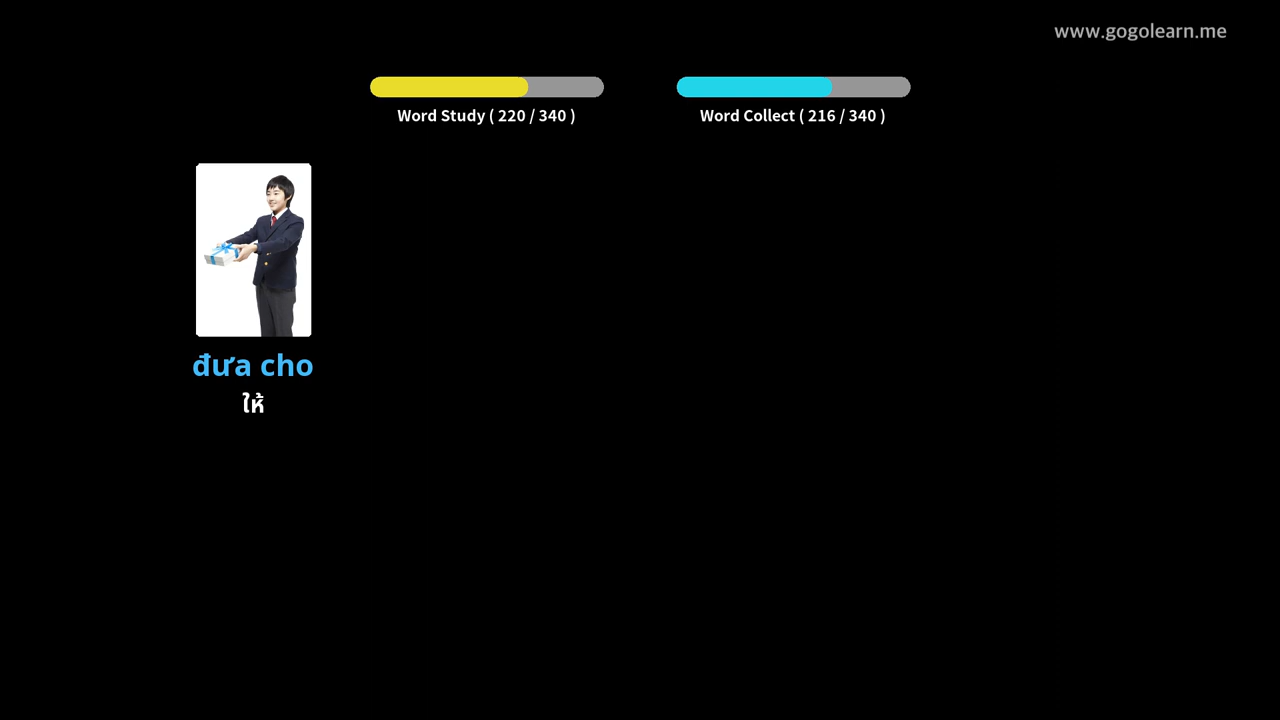 www.gogolearn.me
Word Study ( 220 / 340 )
Word Collect ( 216 / 340 )
đưa cho
ให้